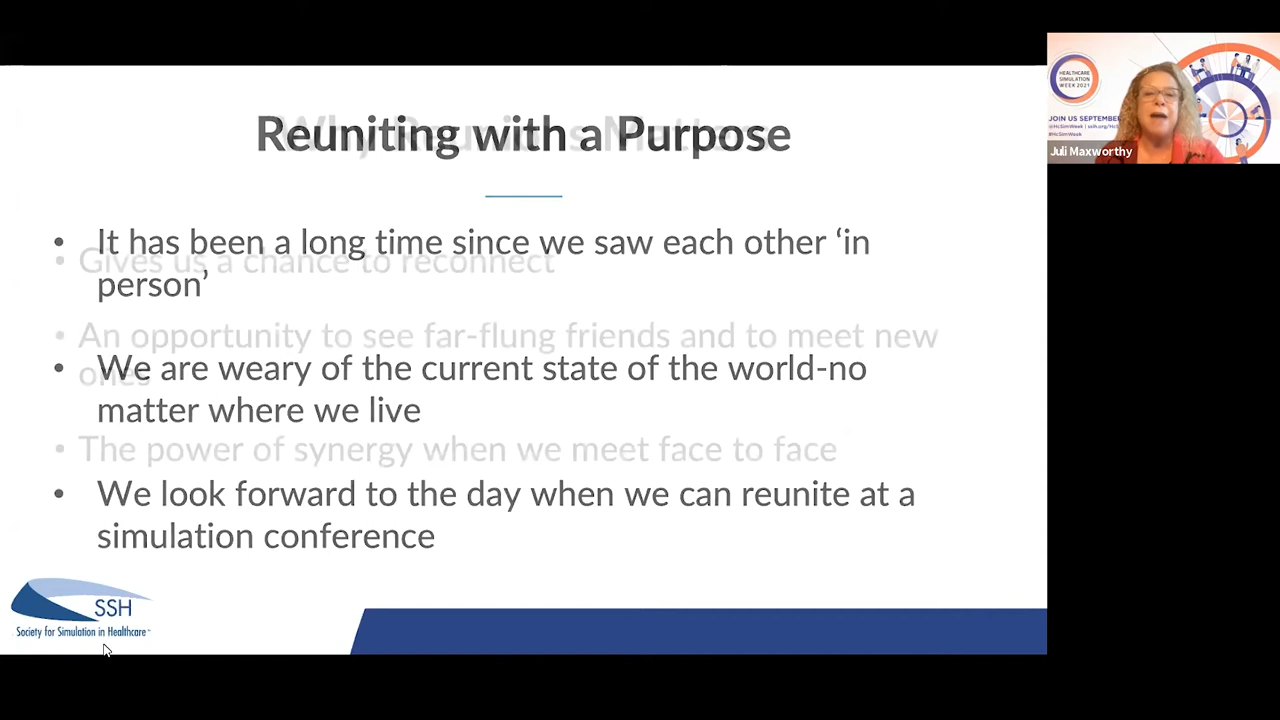 Reuniting with a Purpose
Why Reunions Matter
• It has been a long time since we saw each other ‘in
person’
• Gives us a chance to reconnect
• An opportunity to see far-flung friends and to meet new
ones
• We are weary of the current state of the world-no
matter where we live
• The power of synergy when we meet face to face
• We look forward to the day when we can reunite at a
simulation conference
SSH
Society for Simulation in Healthcare
HEALTHCARE
SIMULATION
WEEK 2021
JOIN US SEPTEMBER
#HcSimWeek
Juli Maxworthy